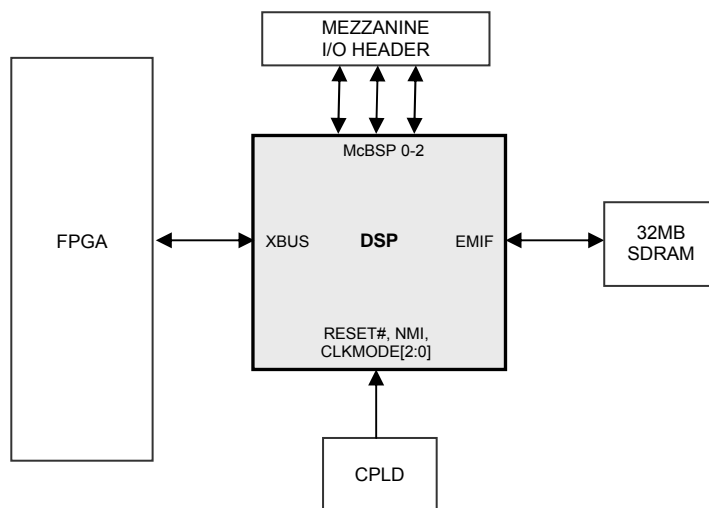 MEZZANINE
I/O HEADER
McBSP 0-2
FPGA
XBUS
DSP
EMIF
32MB
SDRAM
RESET#, NMI,
CLKMODE[2:0]
CPLD